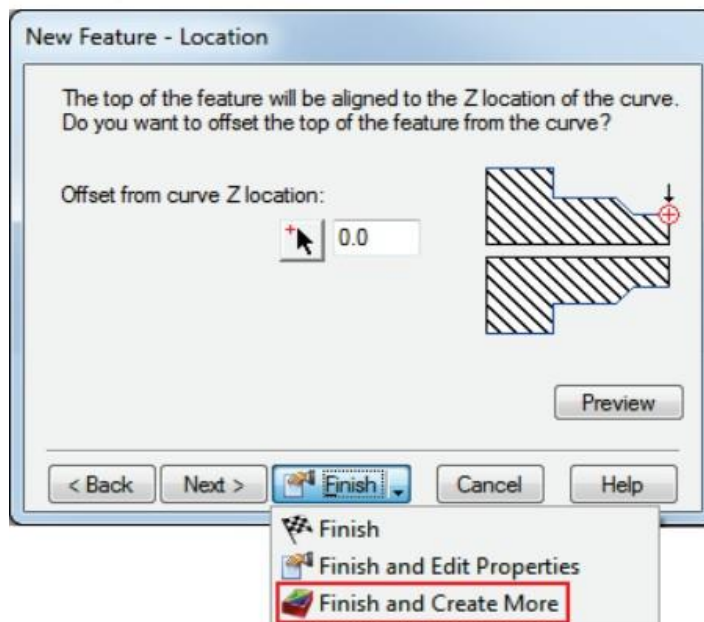 New Feature - Location
The top of the feature will be aligned to the Z location of the curve.
Do you want to offset the top of the feature from the curve?
Offset from curve Z location:
0.0
Preview
< Back Next > Finish Cancel Help
Finish
Finish and Edit Properties
Finish and Create More